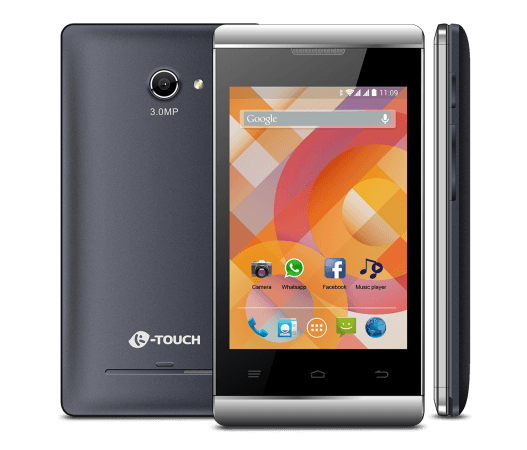 3.0MP
K-TOUCH
11:09
Google
Camera
Whatsapp
Facebook
Music player